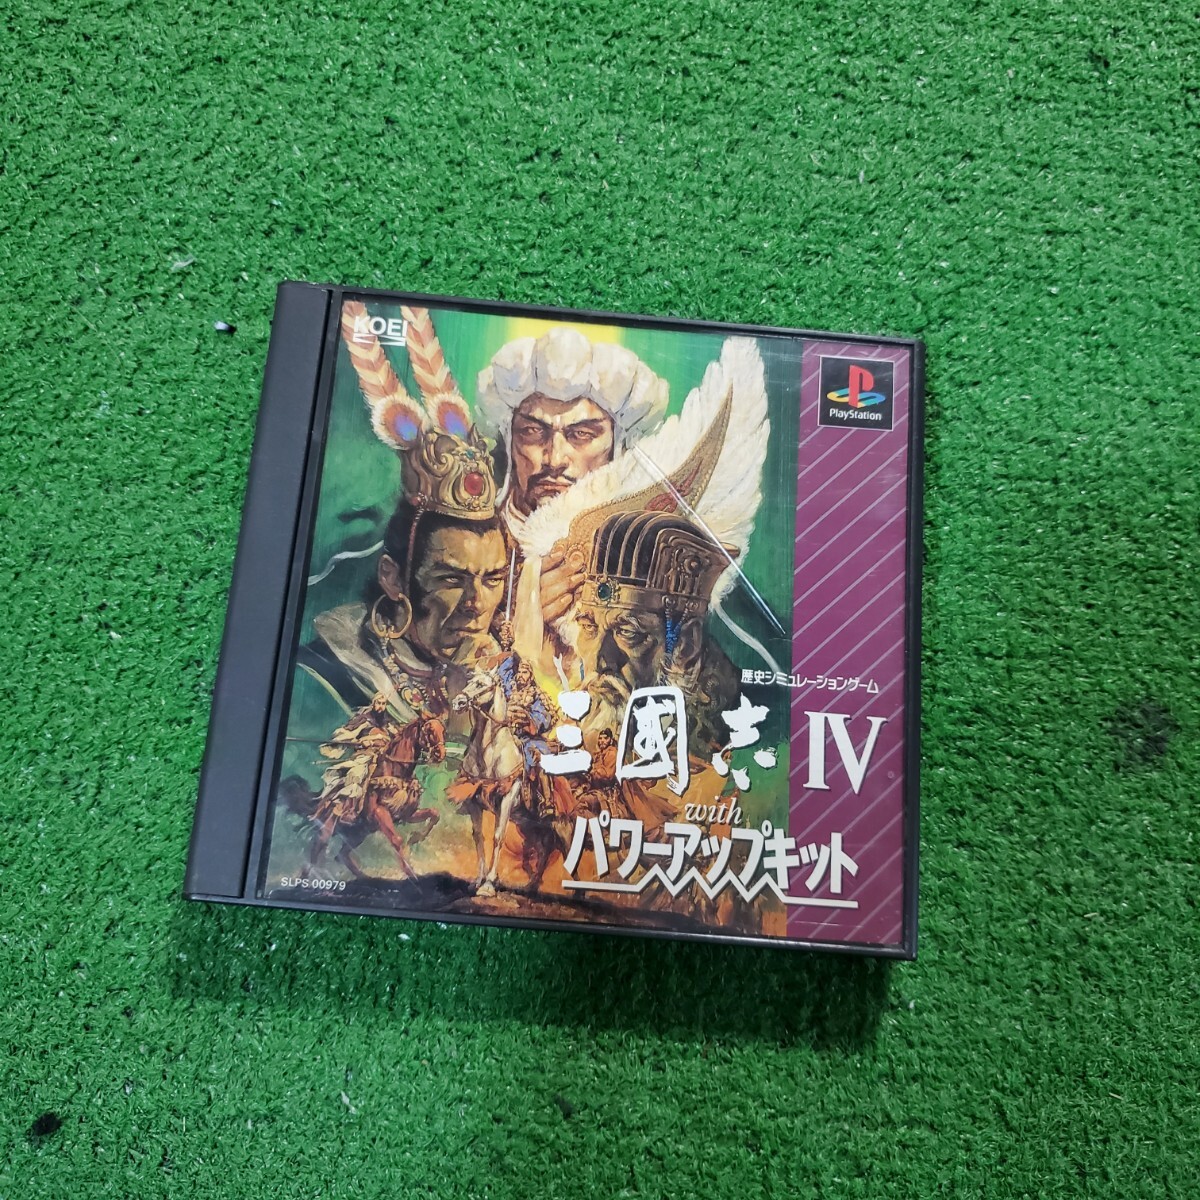 KOEI
PlayStation
歴史シミュレーションゲーム
三國志 IV
with
パワーアップキット
SLPS 00979